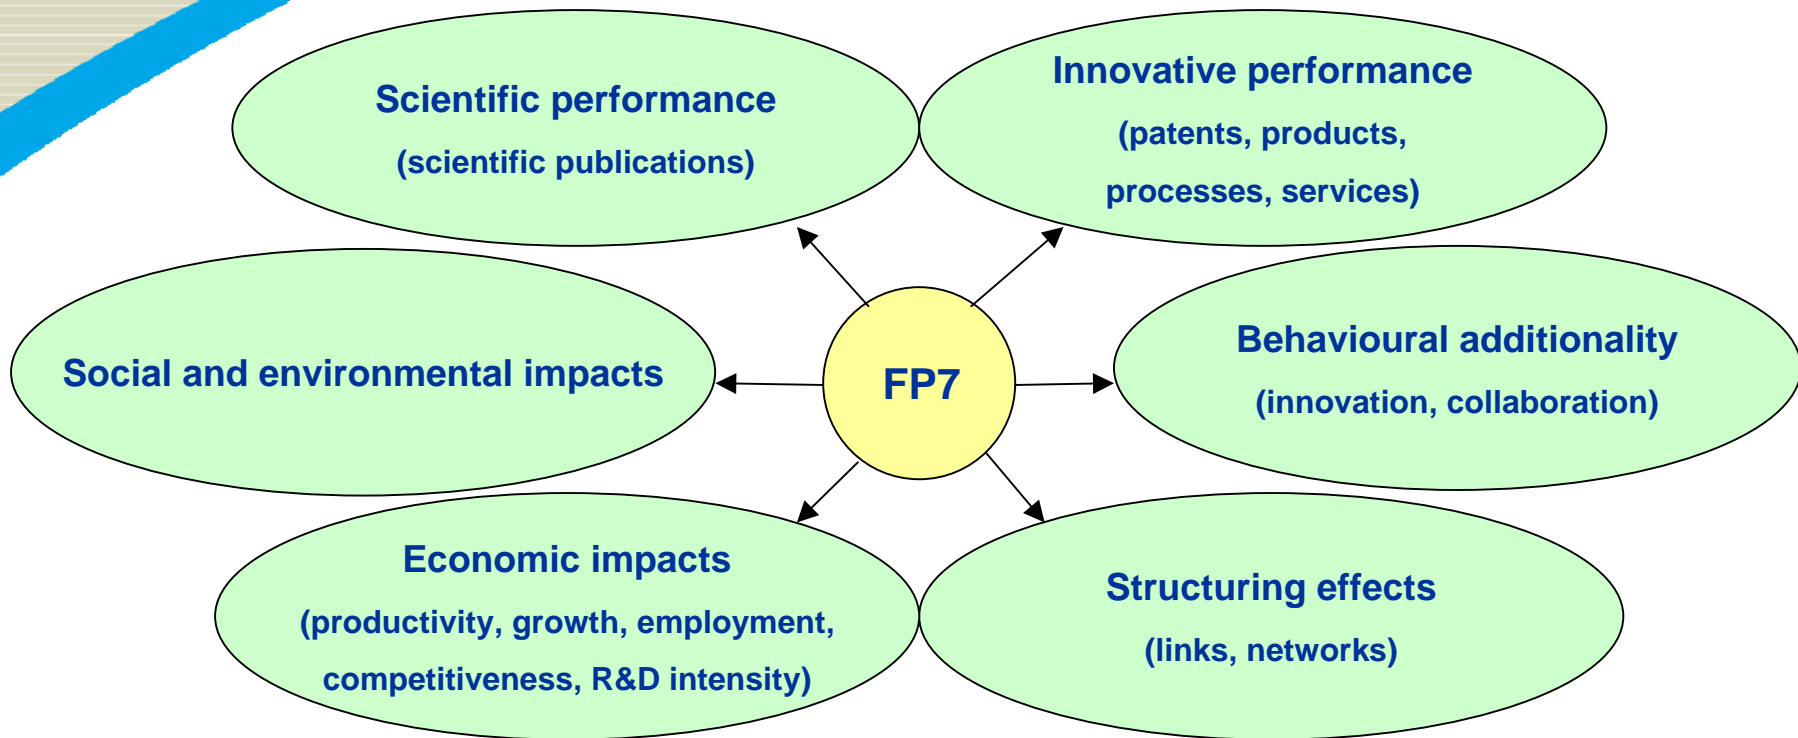 Scientific performance
(scientific publications)
Innovative performance
(patents, products,
processes, services)
Social and environmental impacts
FP7
Behavioural additionality
(innovation, collaboration)
Economic impacts
(productivity, growth, employment,
competitiveness, R&D intensity)
Structuring effects
(links, networks)